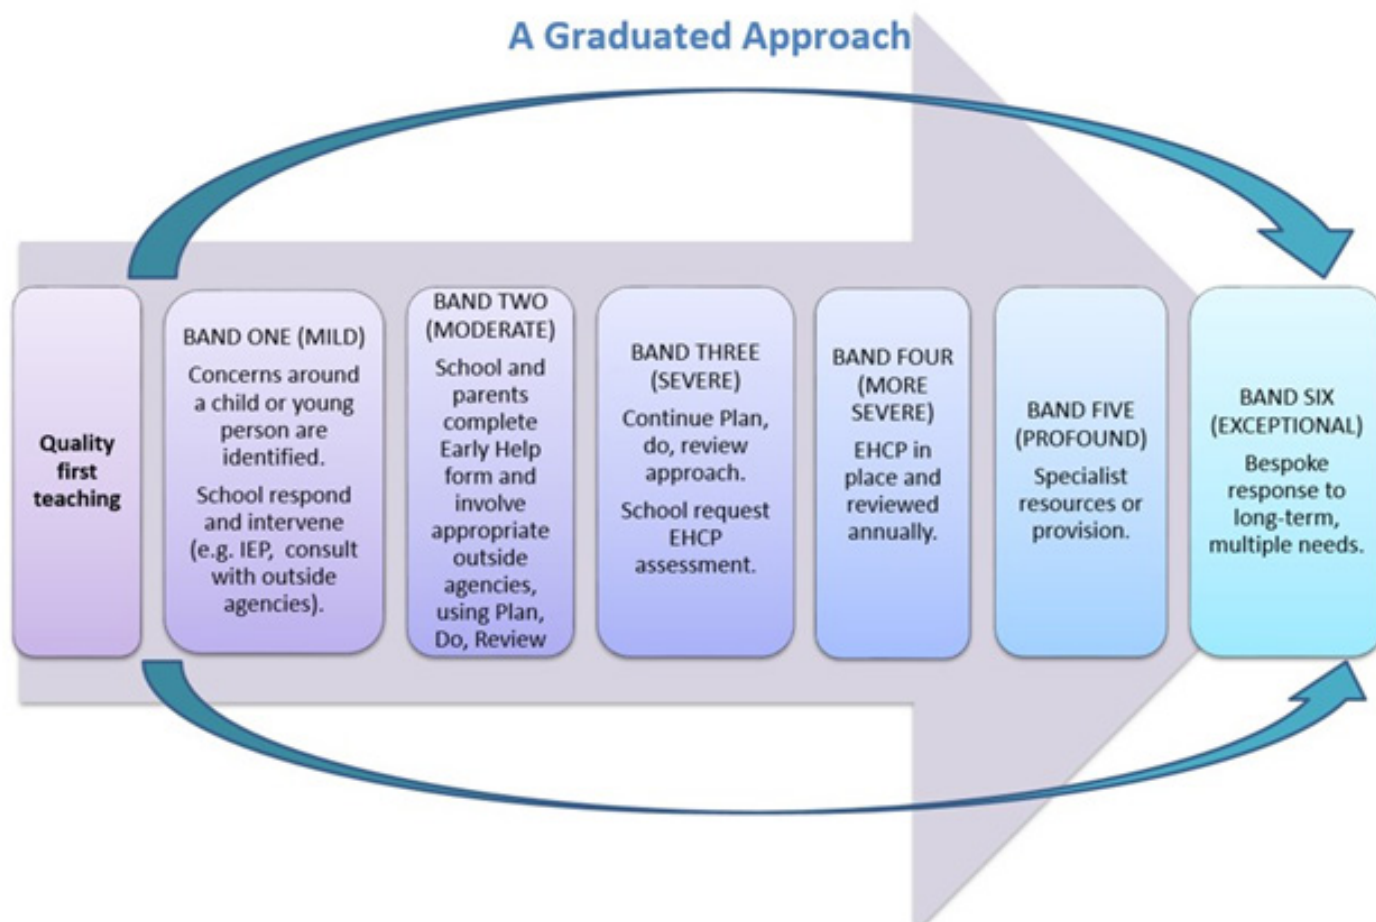 A Graduated Approach
Quality
first
teaching
BAND ONE (MILD)
Concerns around
a child or young
person are
identified.
School respond
and intervene
(e.g. IEP, consult
with outside
agencies).
BAND TWO
(MODERATE)
School and
parents
complete
Early Help
form and
involve
appropriate
outside
agencies,
using Plan,
Do, Review
BAND THREE
(SEVERE)
Continue Plan,
do, review
approach.
School request
EHCP
assessment.
BAND FOUR
(MORE
SEVERE)
EHCP in
place and
reviewed
annually.
BAND FIVE
(PROFOUND)
Specialist
resources or
provision.
BAND SIX
(EXCEPTIONAL)
Bespoke
response to
long-term,
multiple needs.